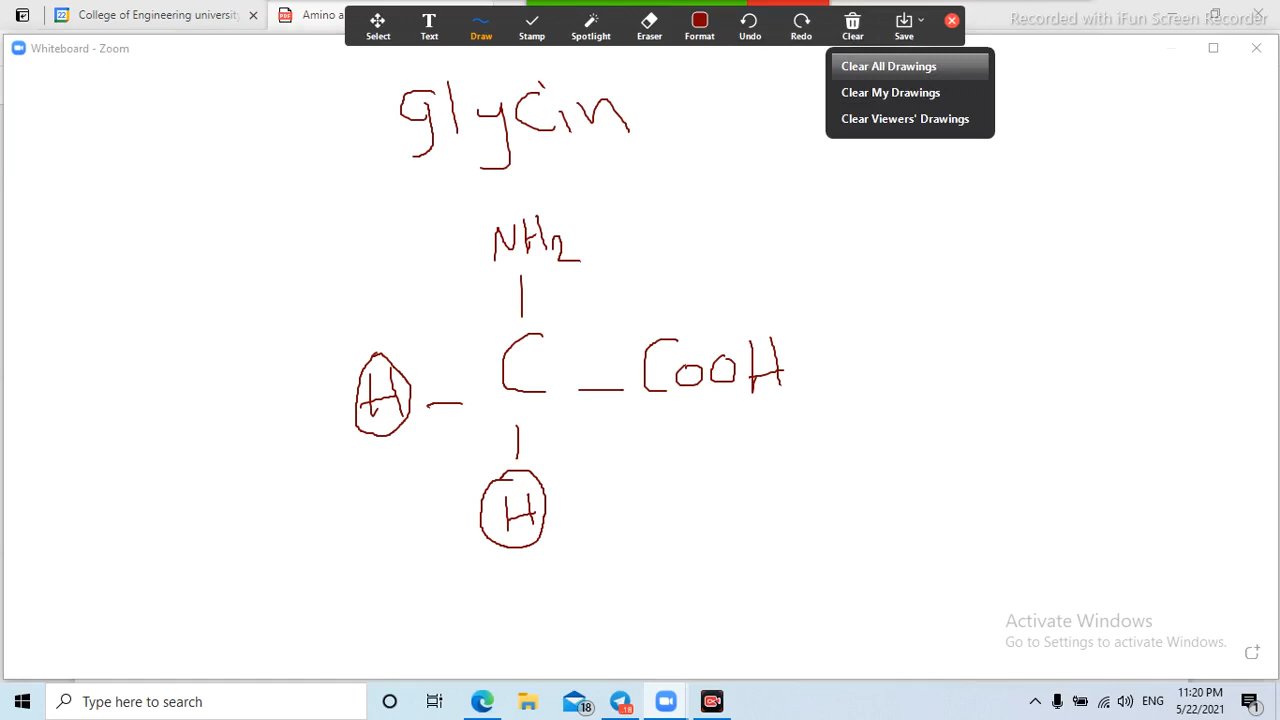 College of Engineering universit
Amino a
Recorded with iFun Screen Recorder
Select Text Draw Stamp Spotlight Eraser Format Undo Redo Clear Save
Whiteboard - Zoom
Clear All Drawings
Clear My Drawings
Clear Viewers' Drawings
glycin
NH2
H – C – COOH
H
Activate Windows
Go to Settings to activate Windows.
Type here to search
18
18
11:20 PM
5/22/2021
1